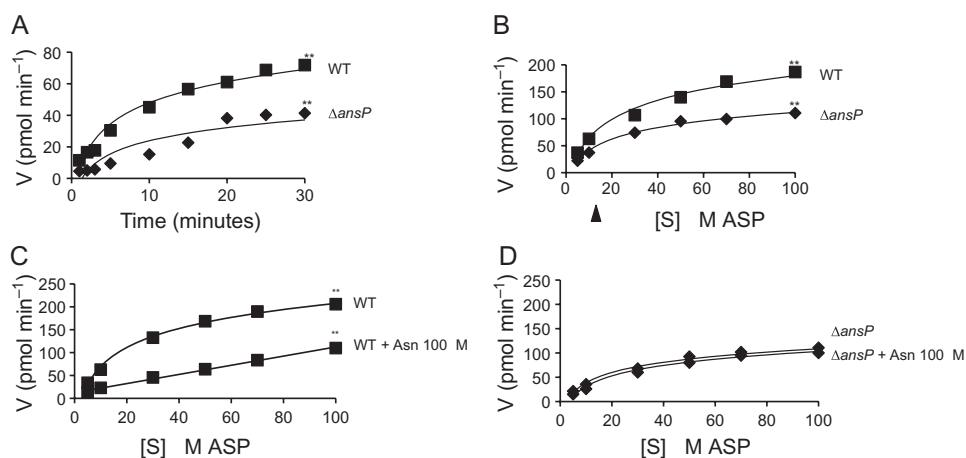 A
V (pmol min⁻¹)
80
60
40
20
0
0
10
20
30
Time (minutes)
**
WT
**
ΔansP
B
V (pmol min⁻¹)
200
150
100
50
0
0
20
40
60
80
100
[S] M ASP
**
WT
**
ΔansP
C
V (pmol min⁻¹)
250
200
150
100
50
0
0
20
40
60
80
100
[S] M ASP
**
WT
**
WT + Asn 100 M
D
V (pmol min⁻¹)
250
200
150
100
50
0
0
20
40
60
80
100
[S] M ASP
ΔansP
ΔansP + Asn 100 M